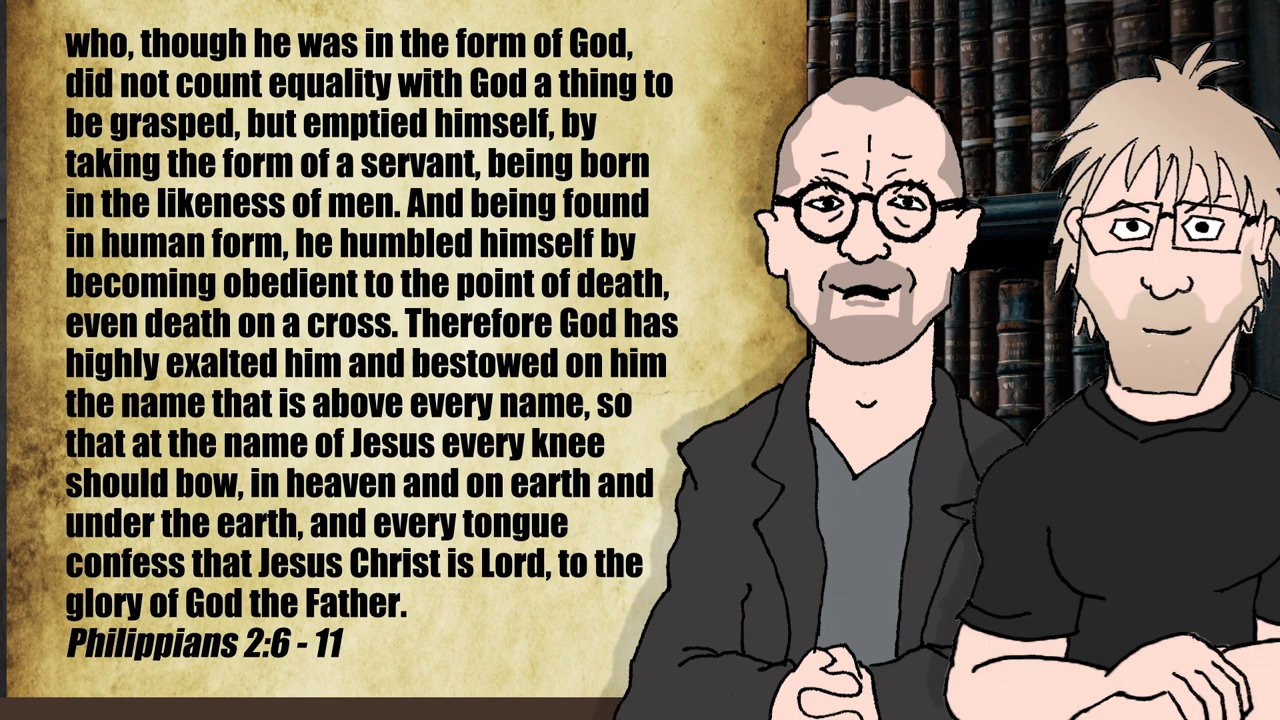 who, though he was in the form of God,
did not count equality with God a thing to
be grasped, but emptied himself, by
taking the form of a servant, being born
in the likeness of men. And being found
in human form, he humbled himself by
becoming obedient to the point of death,
even death on a cross. Therefore God has
highly exalted him and bestowed on him
the name that is above every name, so
that at the name of Jesus every knee
should bow, in heaven and on earth and
under the earth, and every tongue
confess that Jesus Christ is Lord, to the
glory of God the Father.
Philippians 2:6 - 11